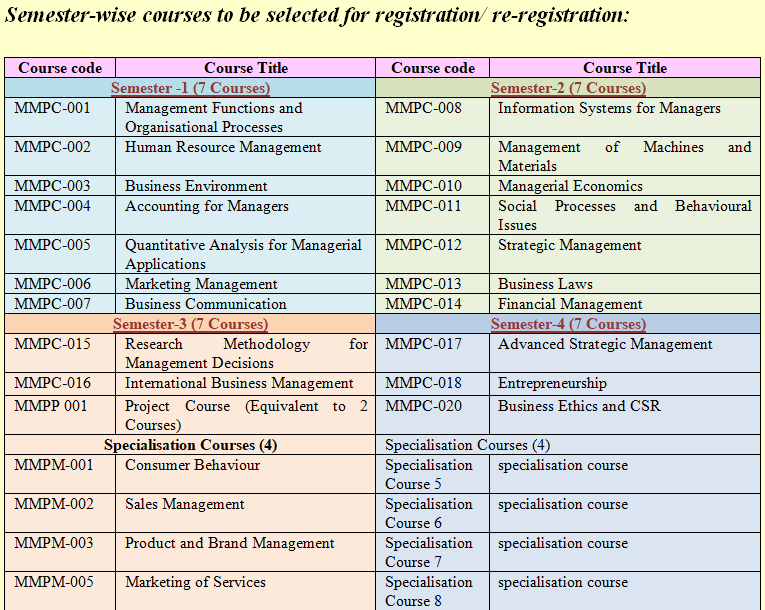 Semester-wise courses to be selected for registration/ re-registration:
Course code Course Title Course code Course Title
Semester -1 (7 Courses) Semester-2 (7 Courses)
MMPC-001 Management Functions and MMPC-008 Information Systems for Managers
Organisational Processes
MMPC-002 Human Resource Management MMPC-009 Management of Machines and
Materials
MMPC-003 Business Environment MMPC-010 Managerial Economics
MMPC-004 Accounting for Managers MMPC-011 Social Processes and Behavioural
Issues
MMPC-005 Quantitative Analysis for Managerial MMPC-012 Strategic Management
Applications
MMPC-006 Marketing Management MMPC-013 Business Laws
MMPC-007 Business Communication MMPC-014 Financial Management
Semester-3 (7 Courses) Semester-4 (7 Courses)
MMPC-015 Research Methodology for MMPC-017 Advanced Strategic Management
Management Decisions
MMPC-016 International Business Management MMPC-018 Entrepreneurship
MMPP 001 Project Course (Equivalent to 2 MMPC-020 Business Ethics and CSR
Courses)
Specialisation Courses (4) Specialisation Courses (4)
MMPM-001 Consumer Behaviour Specialisation specialisation course
Course 5
MMPM-002 Sales Management Specialisation specialisation course
Course 6
MMPM-003 Product and Brand Management Specialisation specialisation course
Course 7
MMPM-005 Marketing of Services Specialisation specialisation course
Course 8